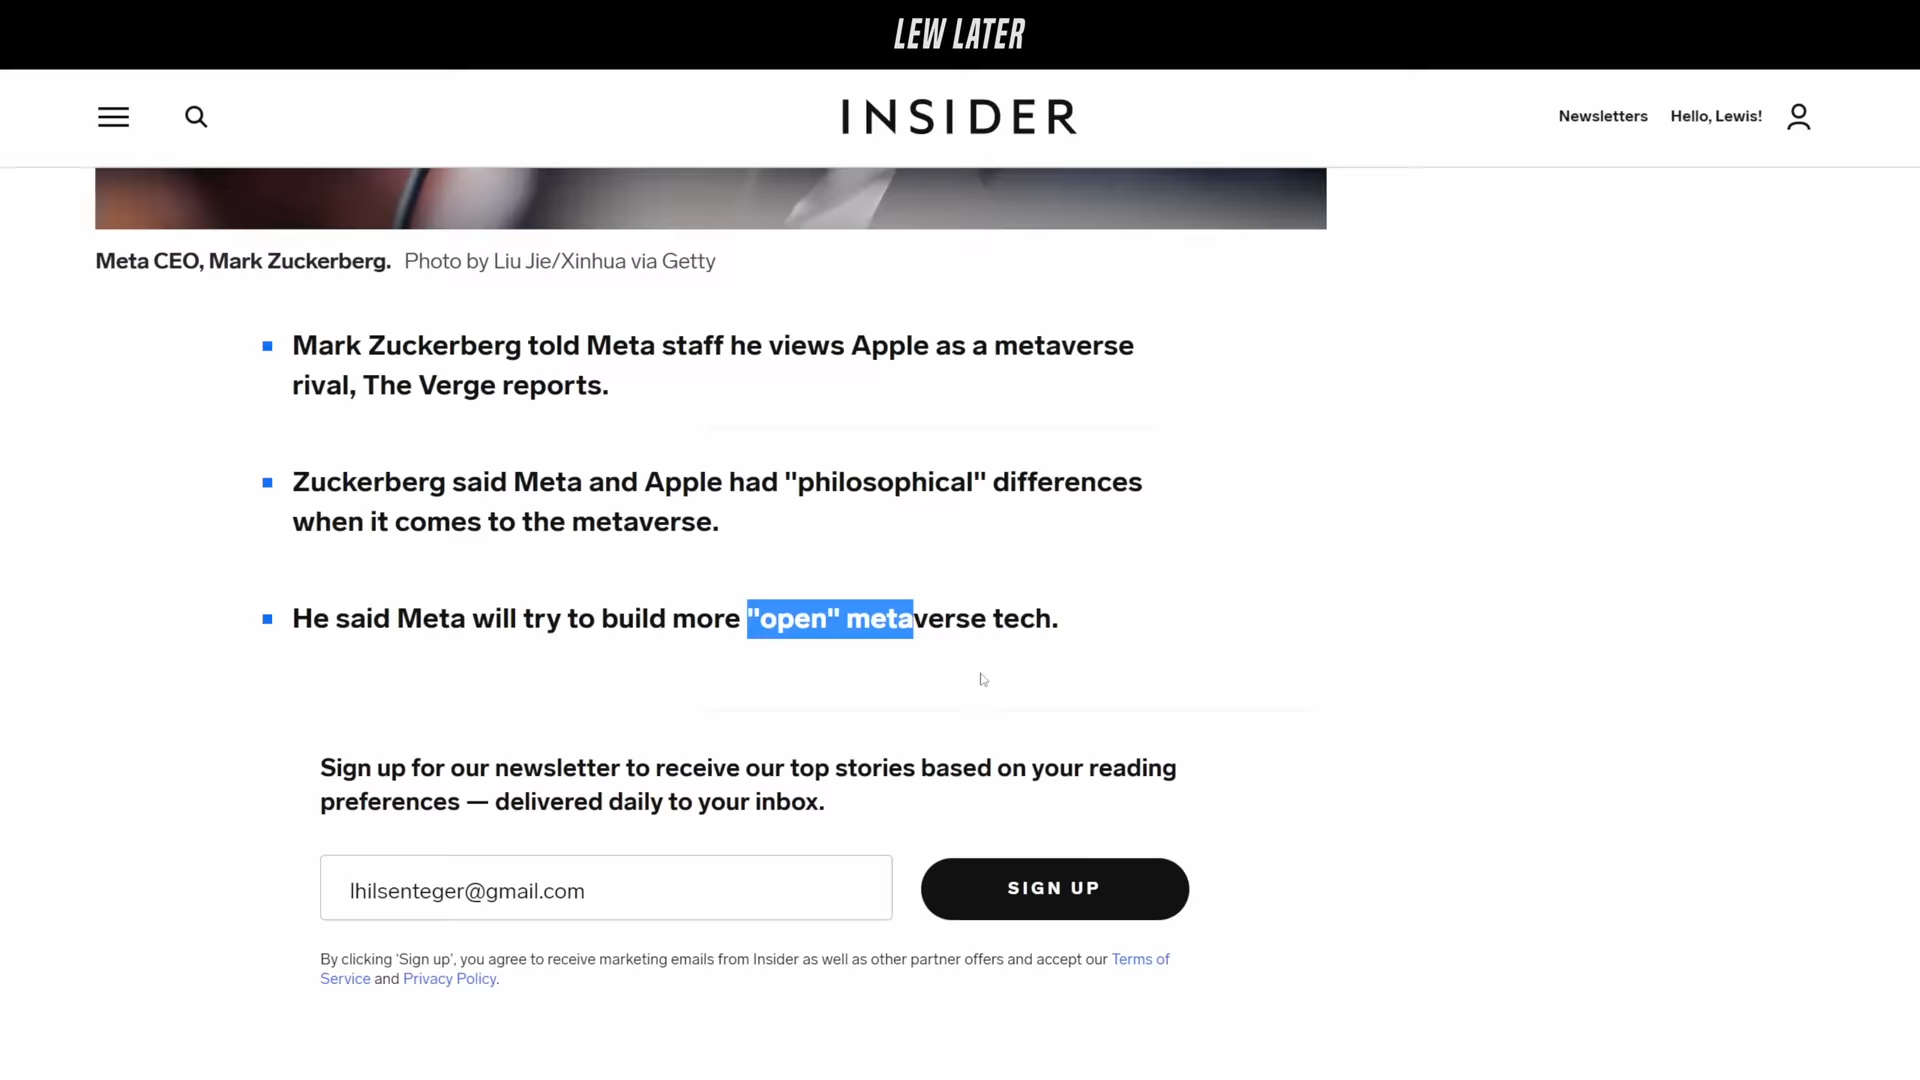 LEW LATER
INSIDER
Newsletters Hello, Lewis!
Meta CEO, Mark Zuckerberg. Photo by Liu Jie/Xinhua via Getty
Mark Zuckerberg told Meta staff he views Apple as a metaverse
rival, The Verge reports.
Zuckerberg said Meta and Apple had "philosophical" differences
when it comes to the metaverse.
He said Meta will try to build more "open" metaverse tech.
Sign up for our newsletter to receive our top stories based on your reading
preferences — delivered daily to your inbox.
lhilsenteger@gmail.com
SIGN UP
By clicking ‘Sign up’, you agree to receive marketing emails from Insider as well as other partner offers and accept our Terms of
Service and Privacy Policy.